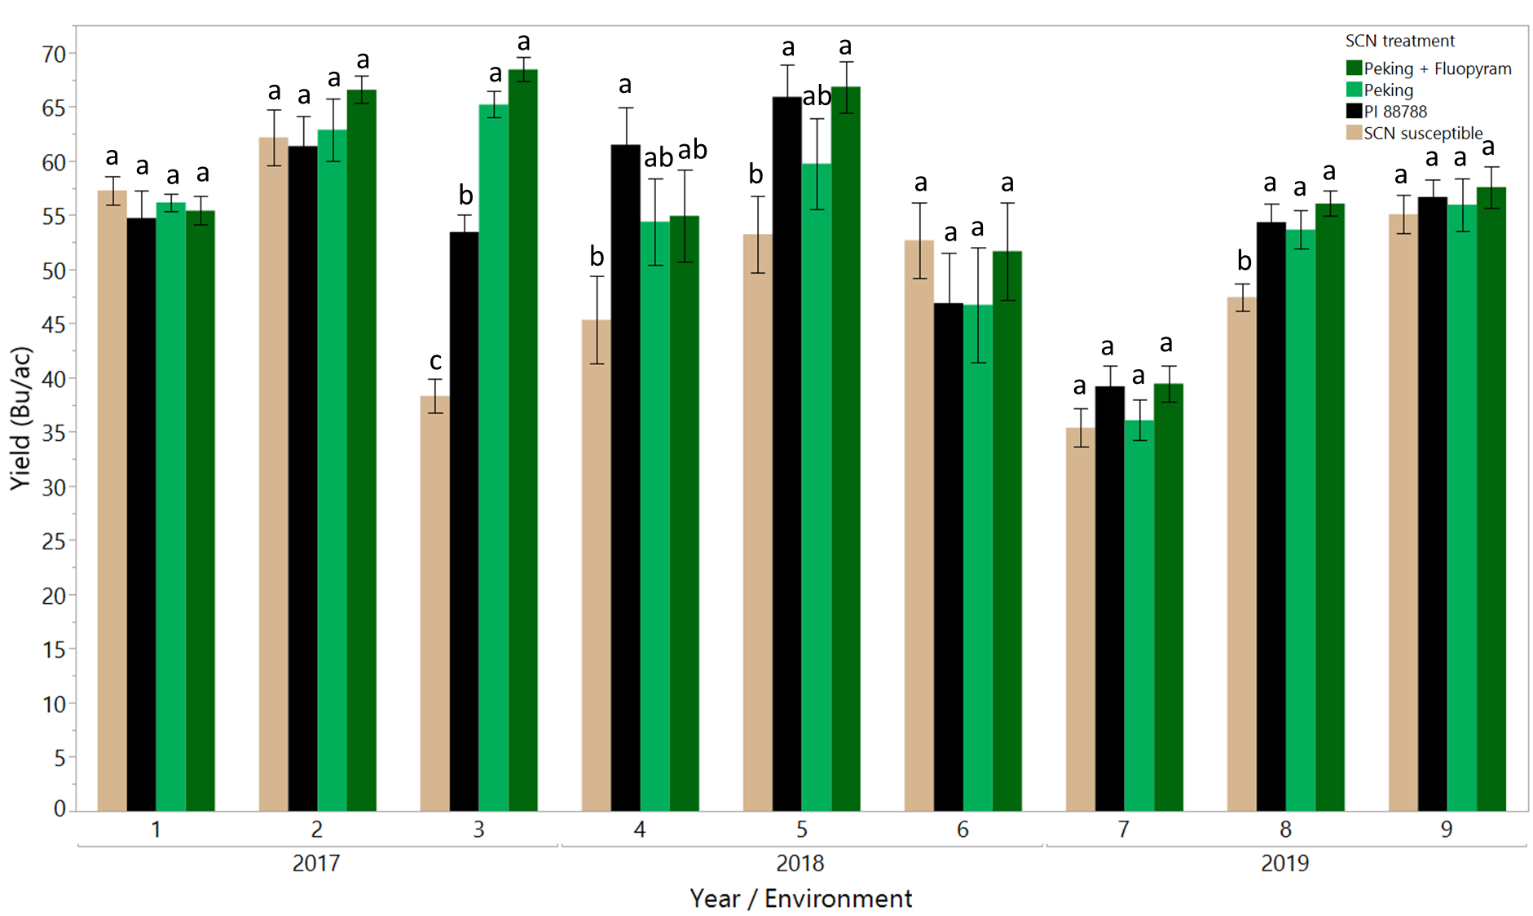 SCN treatment
Peking + Fluopyram
Peking
PI 88788
SCN susceptible
Yield (Bu/ac)
70
65
60
55
50
45
40
35
30
25
20
15
10
5
0
a a a a
a a a a
c b a a
b a ab ab
b a ab a
a a a a
a a a a
b a a a
a a a a
1 2 3 4 5 6 7 8 9
2017 2018 2019
Year / Environment